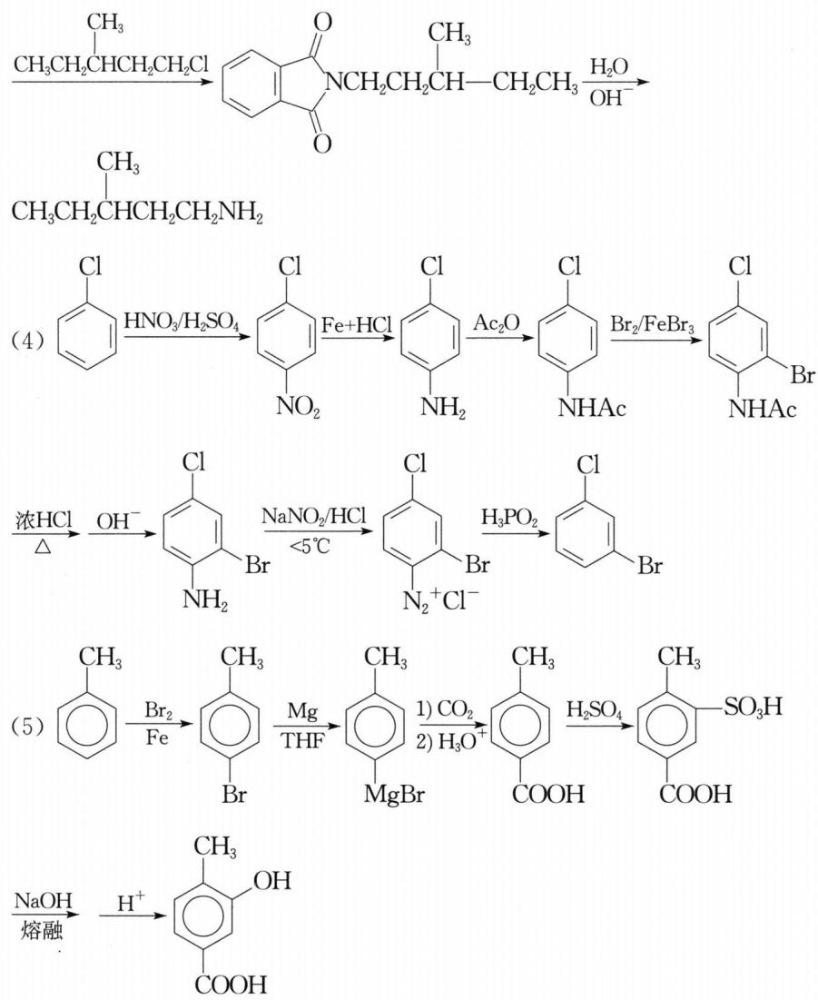 CH₃
CH₃CH₂CHCH₂CH₂Cl
O
CH₃
NCH₂CH₂CH—CH₂CH₃
O
H₂O
OH⁻
CH₃
CH₃CH₂CHCH₂CH₂NH₂
(4)
Cl
HNO₃/H₂SO₄
Cl
NO₂
Fe+HCl
Cl
NH₂
Ac₂O
Cl
NHAc
Br₂/FeBr₃
Cl
Br
NHAc
浓HCl
△
OH⁻
Cl
Br
NH₂
NaNO₂/HCl
<5℃
Cl
Br
N₂⁺Cl⁻
H₃PO₂
Cl
Br
(5)
CH₃
Br₂
Fe
CH₃
Br
Mg
THF
CH₃
MgBr
1) CO₂
2) H₃O⁺
CH₃
COOH
H₂SO₄
CH₃
SO₃H
COOH
NaOH
熔融
H⁺
CH₃
OH
COOH